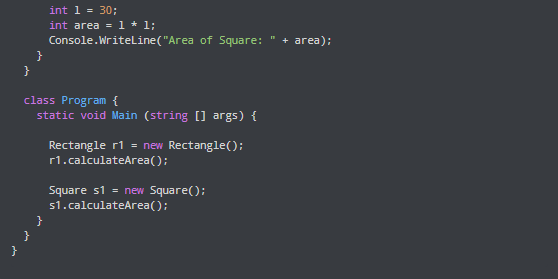 int l = 30;
int area = l * l;
Console.WriteLine("Area of Square: " + area);
}
}
class Program {
static void Main (string [] args) {
Rectangle r1 = new Rectangle();
r1.calculateArea();
Square s1 = new Square();
s1.calculateArea();
}
}
}